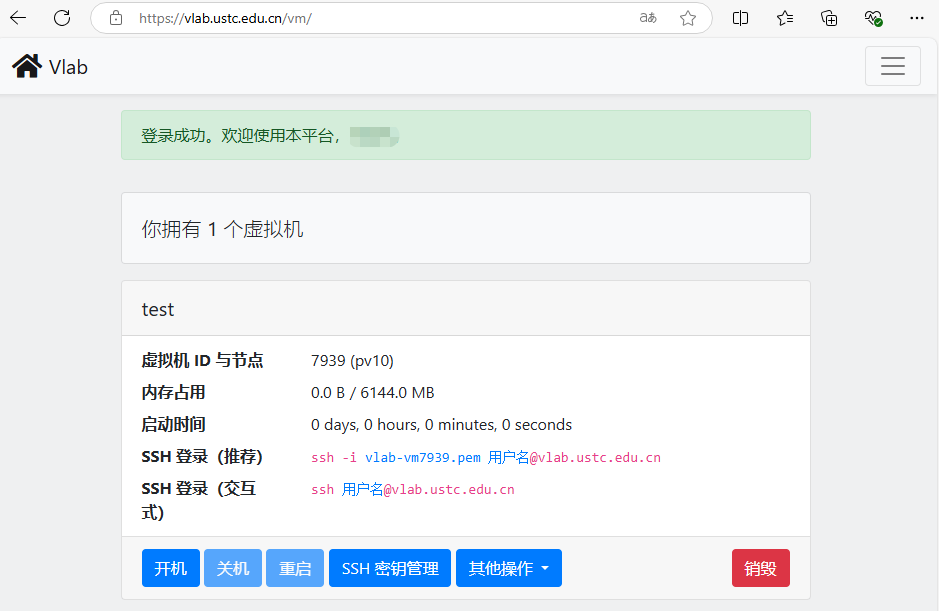 https://vlab.ustc.edu.cn/vm/
aあ
Vlab
登录成功。欢迎使用本平台，
你拥有 1 个虚拟机
test
虚拟机 ID 与节点 7939 (pv10)
内存占用 0.0 B / 6144.0 MB
启动时间 0 days, 0 hours, 0 minutes, 0 seconds
SSH 登录（推荐） ssh -i vlab-vm7939.pem 用户名@vlab.ustc.edu.cn
SSH 登录（交互 ssh 用户名@vlab.ustc.edu.cn
式）
开机 关机 重启 SSH 密钥管理 其他操作 销毁